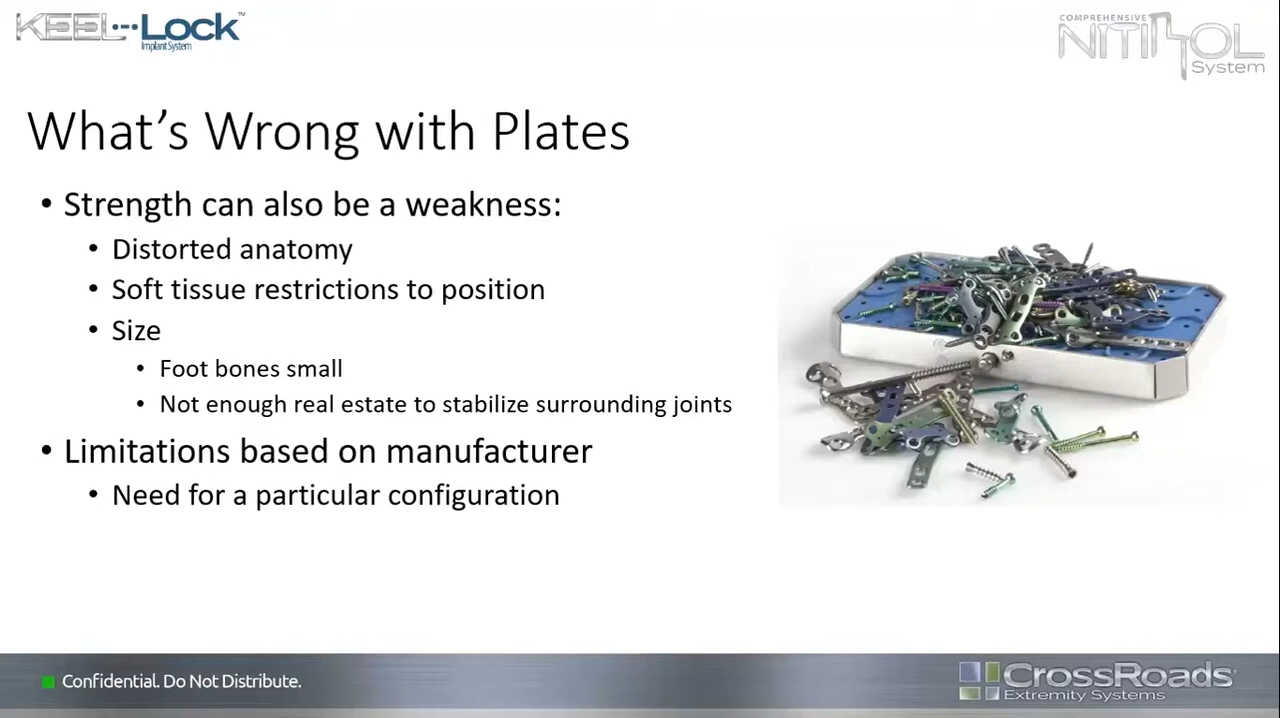 KEEL-LOCK™
Implant System
COMPREHENSIVE
NITINOL
System
What's Wrong with Plates
• Strength can also be a weakness:
• Distorted anatomy
• Soft tissue restrictions to position
• Size
• Foot bones small
• Not enough real estate to stabilize surrounding joints
• Limitations based on manufacturer
• Need for a particular configuration
Confidential. Do Not Distribute.
CrossRoads
Extremity Systems